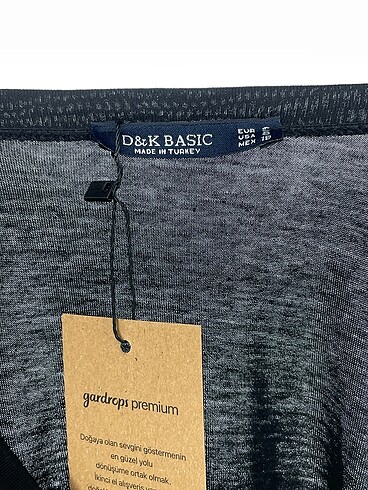 D&K BASIC
MADE IN TURKEY
EUR
USA
MEX
gardrops premium
Doğaya olan sevgini göstermenin
en güzel yolu
dönüşüme ortak olmak.
İkinci el alışveriş